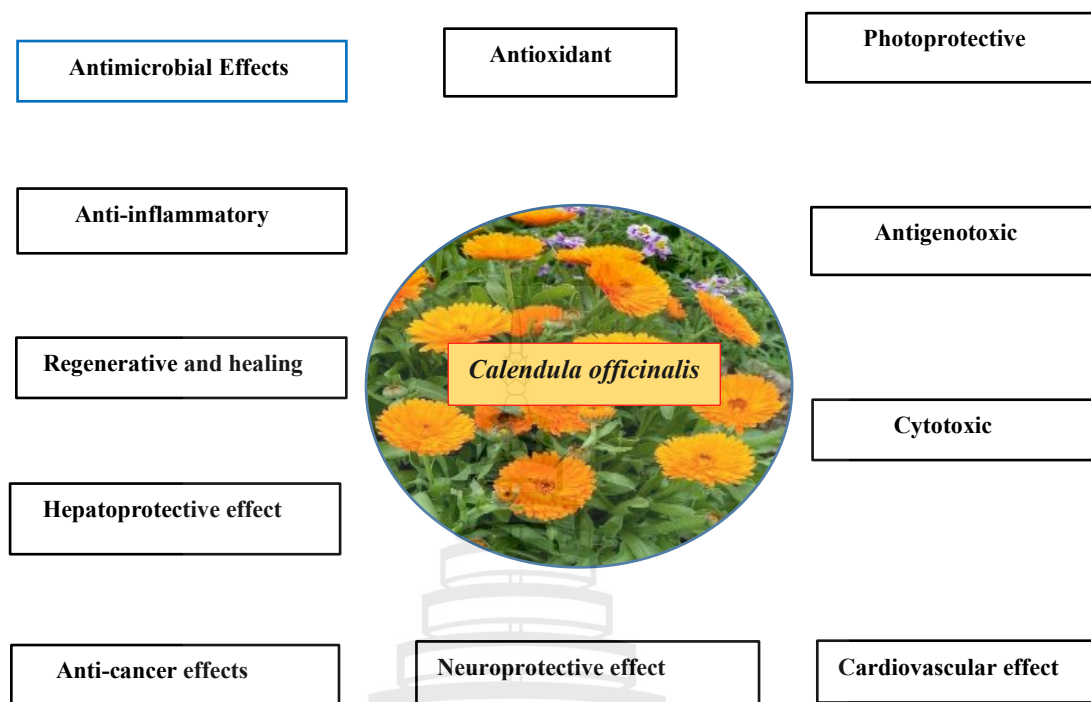 Antimicrobial Effects
Antioxidant
Photoprotective
Anti-inflammatory
Antigenotoxic
Regenerative and healing
Calendula officinalis
Cytotoxic
Hepatoprotective effect
Anti-cancer effects
Neuroprotective effect
Cardiovascular effect